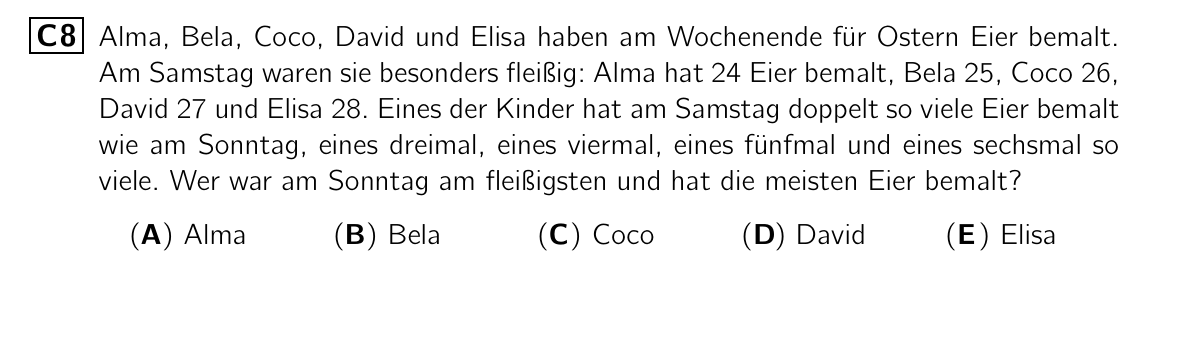 C8 Alma, Bela, Coco, David und Elisa haben am Wochenende für Ostern Eier bemalt.
Am Samstag waren sie besonders fleißig: Alma hat 24 Eier bemalt, Bela 25, Coco 26,
David 27 und Elisa 28. Eines der Kinder hat am Samstag doppelt so viele Eier bemalt
wie am Sonntag, eines dreimal, eines viermal, eines fünfmal und eines sechsmal so
viele. Wer war am Sonntag am fleißigsten und hat die meisten Eier bemalt?
(A) Alma (B) Bela (C) Coco (D) David (E) Elisa